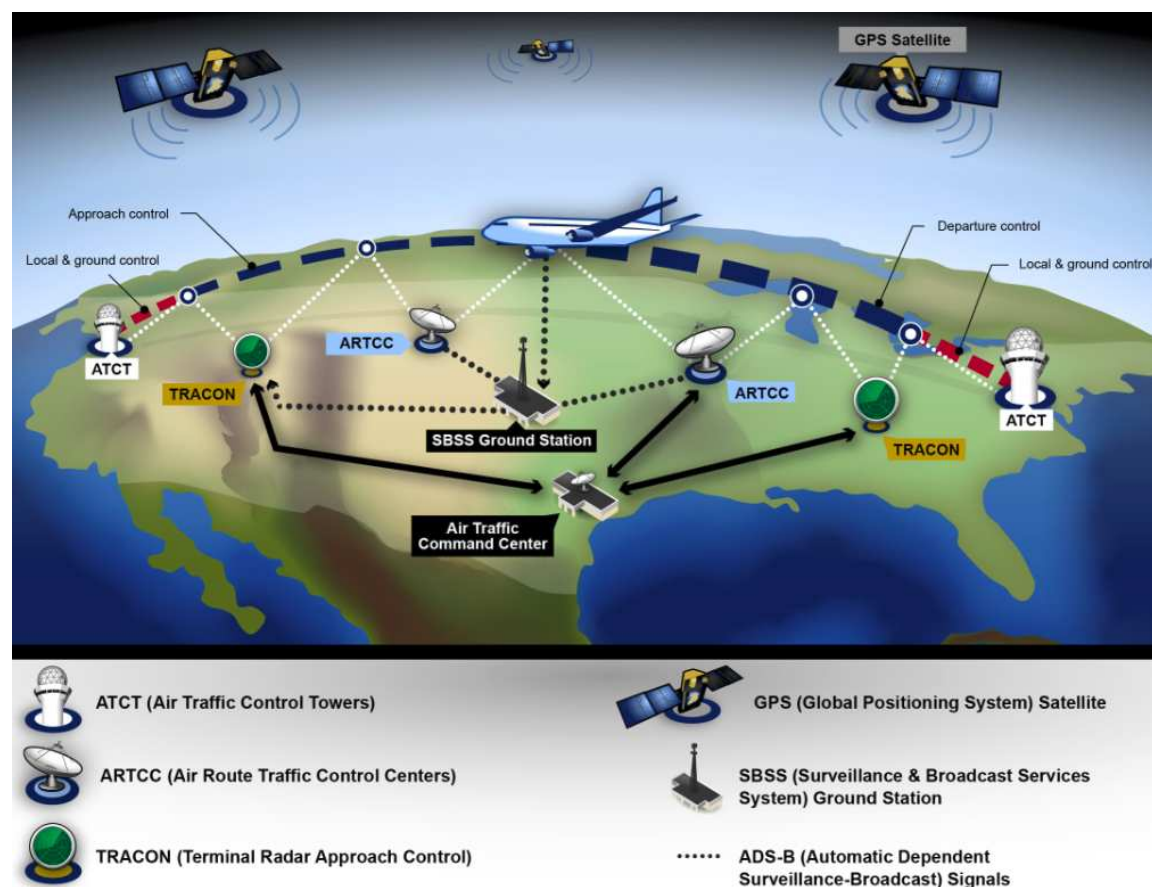 GPS Satellite
Approach control
Departure control
Local & ground control
Local & ground control
ATCT
ARTCC
TRACON
SBSS Ground Station
ARTCC
ATCT
TRACON
Air Traffic
Command Center
ATCT (Air Traffic Control Towers)
ARTCC (Air Route Traffic Control Centers)
TRACON (Terminal Radar Approach Control)
GPS (Global Positioning System) Satellite
SBSS (Surveillance & Broadcast Services
System) Ground Station
ADS-B (Automatic Dependent
Surveillance-Broadcast) Signals